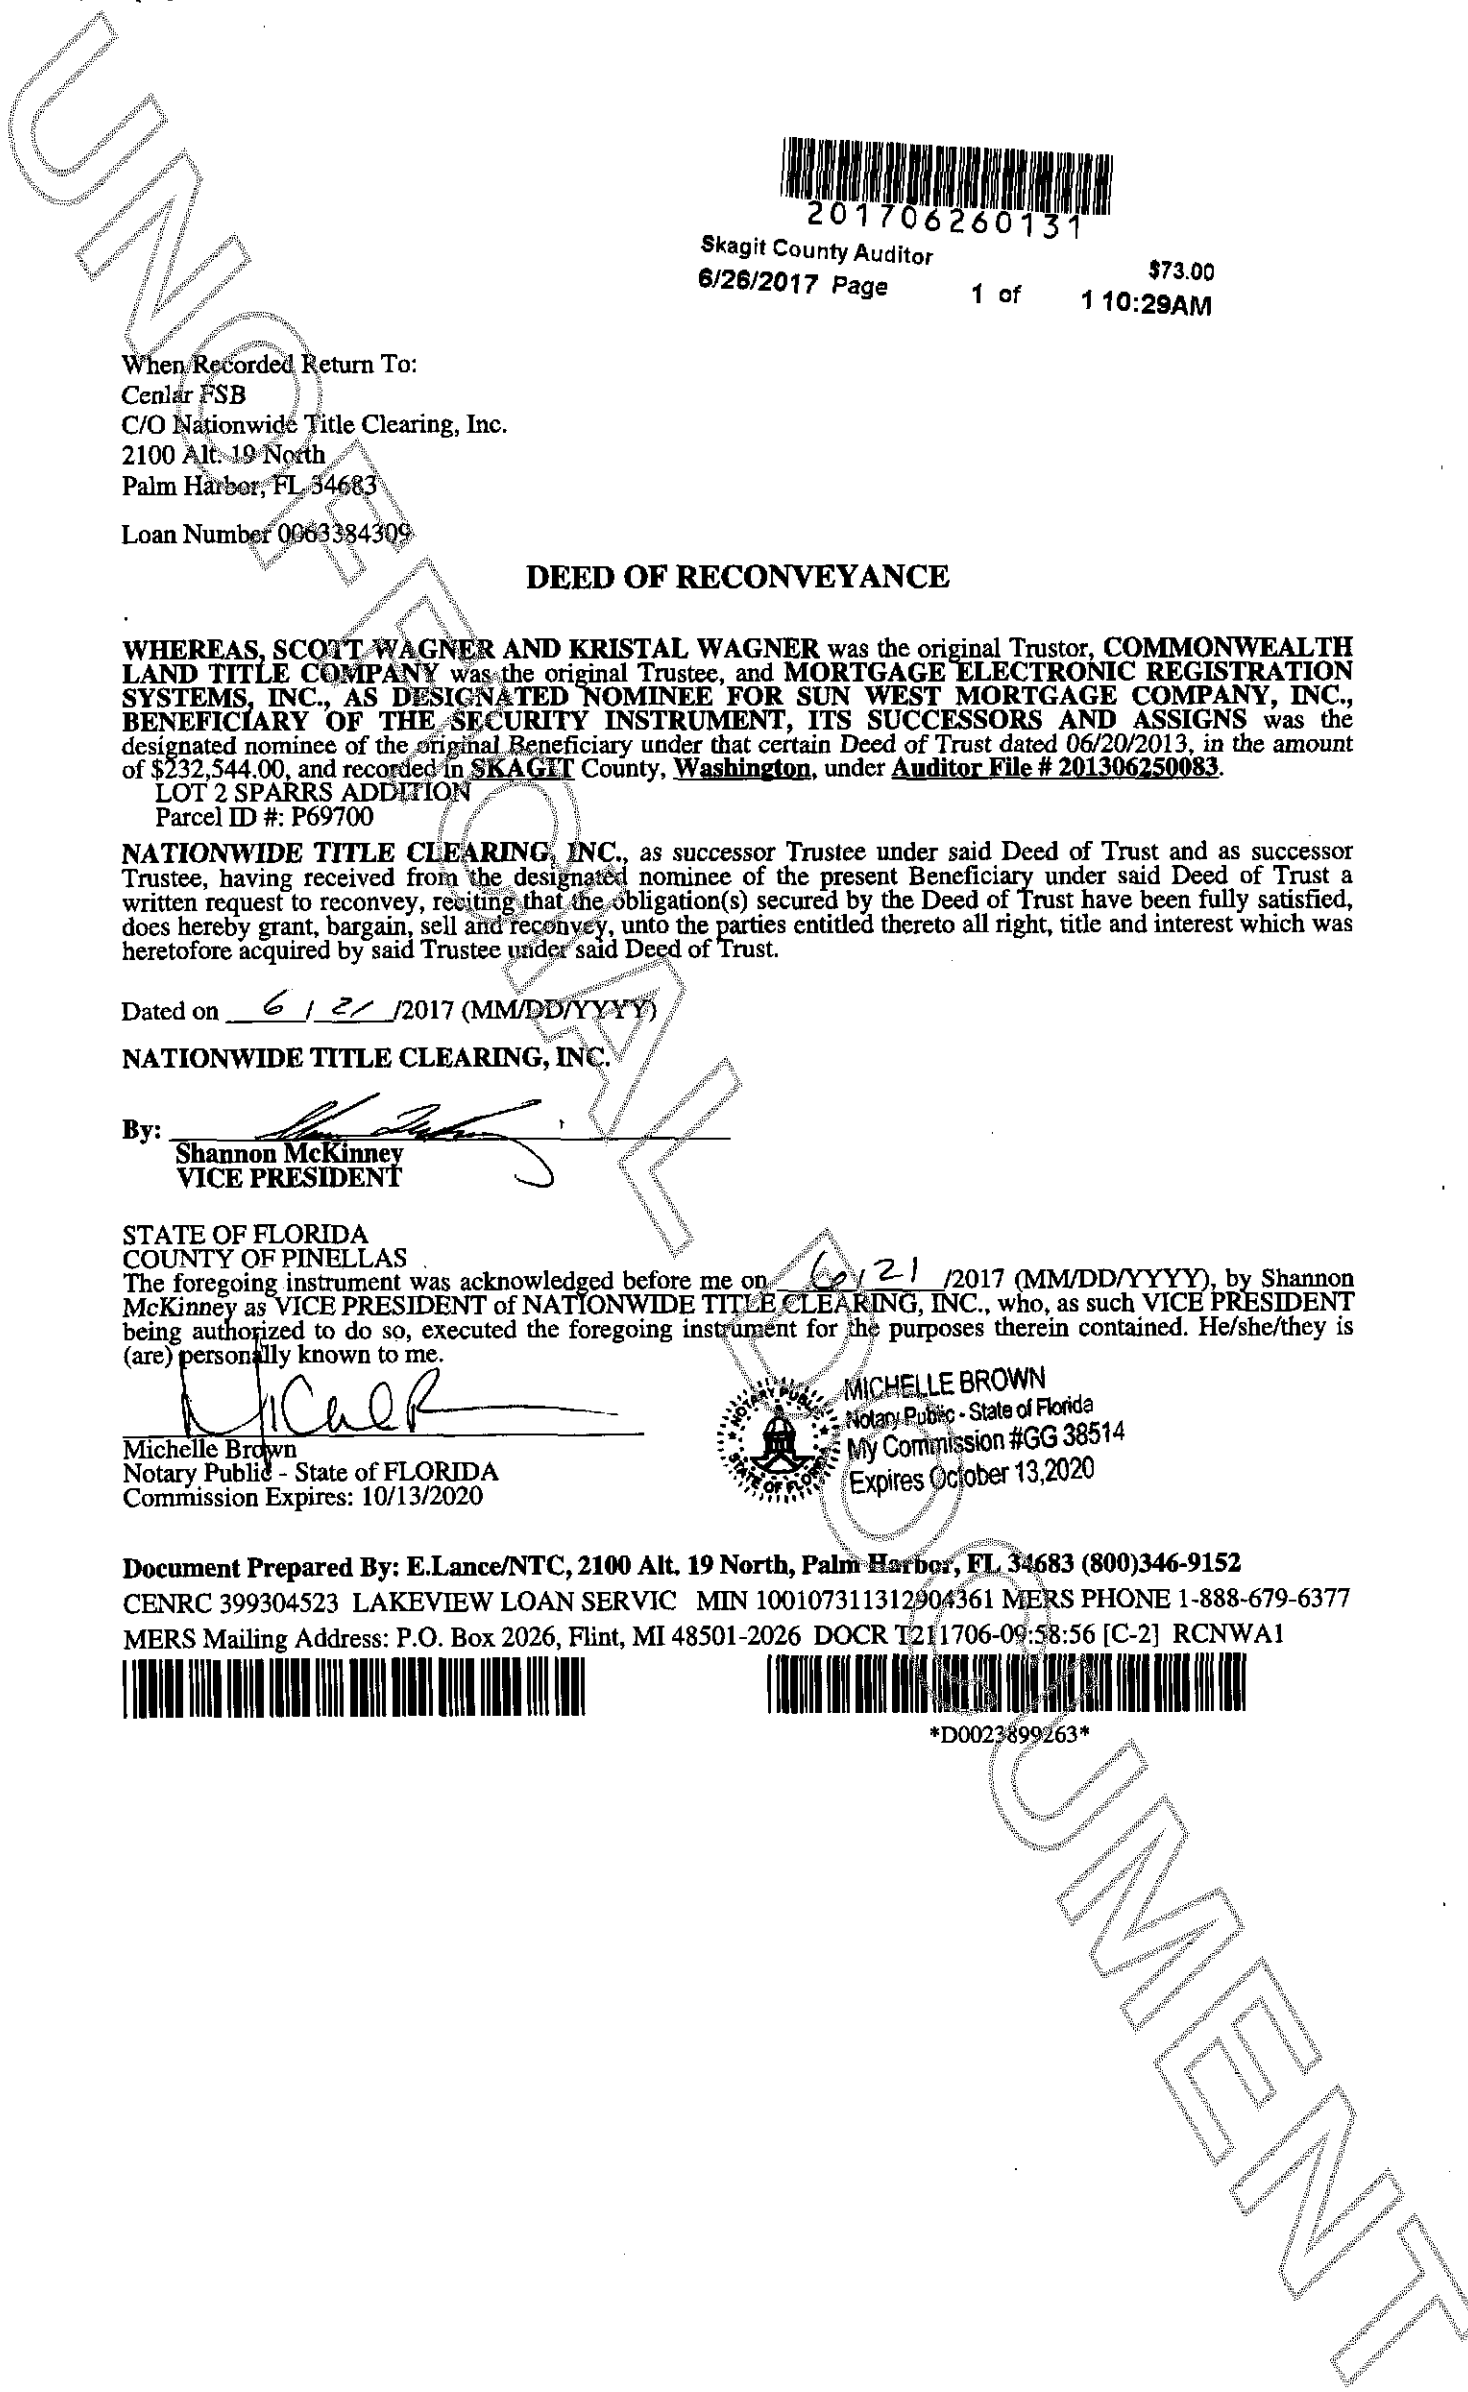 201706260131
Skagit County Auditor $73.00
6/26/2017 Page 1 of 1 10:29AM
When Recorded Return To:
Cenlar FSB
C/O Nationwide Title Clearing, Inc.
2100 Alt. 19 North
Palm Harbor, FL 34683
Loan Number 0063384309
DEED OF RECONVEYANCE
WHEREAS, SCOTT WAGNER AND KRISTAL WAGNER was the original Trustor, COMMONWEALTH
LAND TITLE COMPANY was the original Trustee, and MORTGAGE ELECTRONIC REGISTRATION
SYSTEMS, INC., AS DESIGNATED NOMINEE FOR SUN WEST MORTGAGE COMPANY, INC.,
BENEFICIARY OF THE SECURITY INSTRUMENT, ITS SUCCESSORS AND ASSIGNS was the
designated nominee of the original Beneficiary under that certain Deed of Trust dated 06/20/2013, in the amount
of $232,544.00, and recorded in SKAGIT County, Washington, under Auditor File # 201306250083.
LOT 2 SPARRS ADDITION
Parcel ID #: P69700
NATIONWIDE TITLE CLEARING, INC., as successor Trustee under said Deed of Trust and as successor
Trustee, having received from the designated nominee of the present Beneficiary under said Deed of Trust a
written request to reconvey, reciting that the obligation(s) secured by the Deed of Trust have been fully satisfied,
does hereby grant, bargain, sell and reconvey, unto the parties entitled thereto all right, title and interest which was
heretofore acquired by said Trustee under said Deed of Trust.
Dated on 6 / 21 /2017 (MM/DD/YYYY)
NATIONWIDE TITLE CLEARING, INC.
By:
Shannon McKinney
VICE PRESIDENT
STATE OF FLORIDA
COUNTY OF PINELLAS
The foregoing instrument was acknowledged before me on 6 / 21 /2017 (MM/DD/YYYY), by Shannon
McKinney as VICE PRESIDENT of NATIONWIDE TITLE CLEARING, INC., who, as such VICE PRESIDENT
being authorized to do so, executed the foregoing instrument for the purposes therein contained. He/she/they is
(are) personally known to me.
Michelle Brown
Notary Public - State of FLORIDA
Commission Expires: 10/13/2020
NOTARY PUBLIC
STATE OF FLORIDA
MICHELLE BROWN
Notary Public - State of Florida
My Commission #GG 38514
Expires October 13, 2020
Document Prepared By: E.Lance/NTC, 2100 Alt. 19 North, Palm Harbor, FL 34683 (800)346-9152
CENRC 399304523 LAKEVIEW LOAN SERVIC MIN 100107311312904361 MERS PHONE 1-888-679-6377
MERS Mailing Address: P.O. Box 2026, Flint, MI 48501-2026 DOCR T211706-09:58:56 [C-2] RCNWA1
*D0023899263*
UNOFFICIAL DOCUMENT